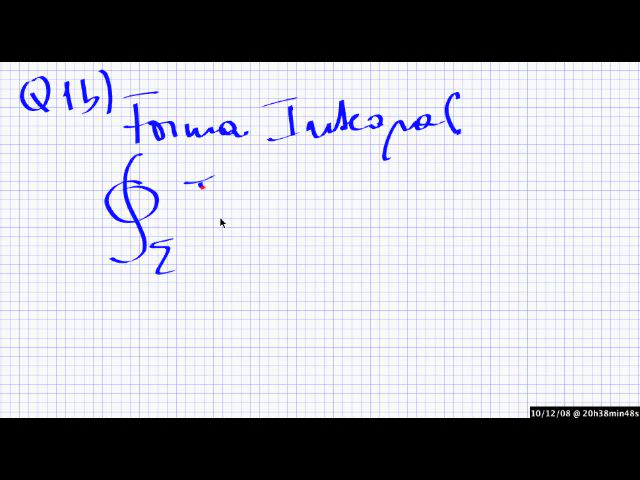 Q1b) Forma Integral
∮
Σ
10/12/08 @ 20h38min48s